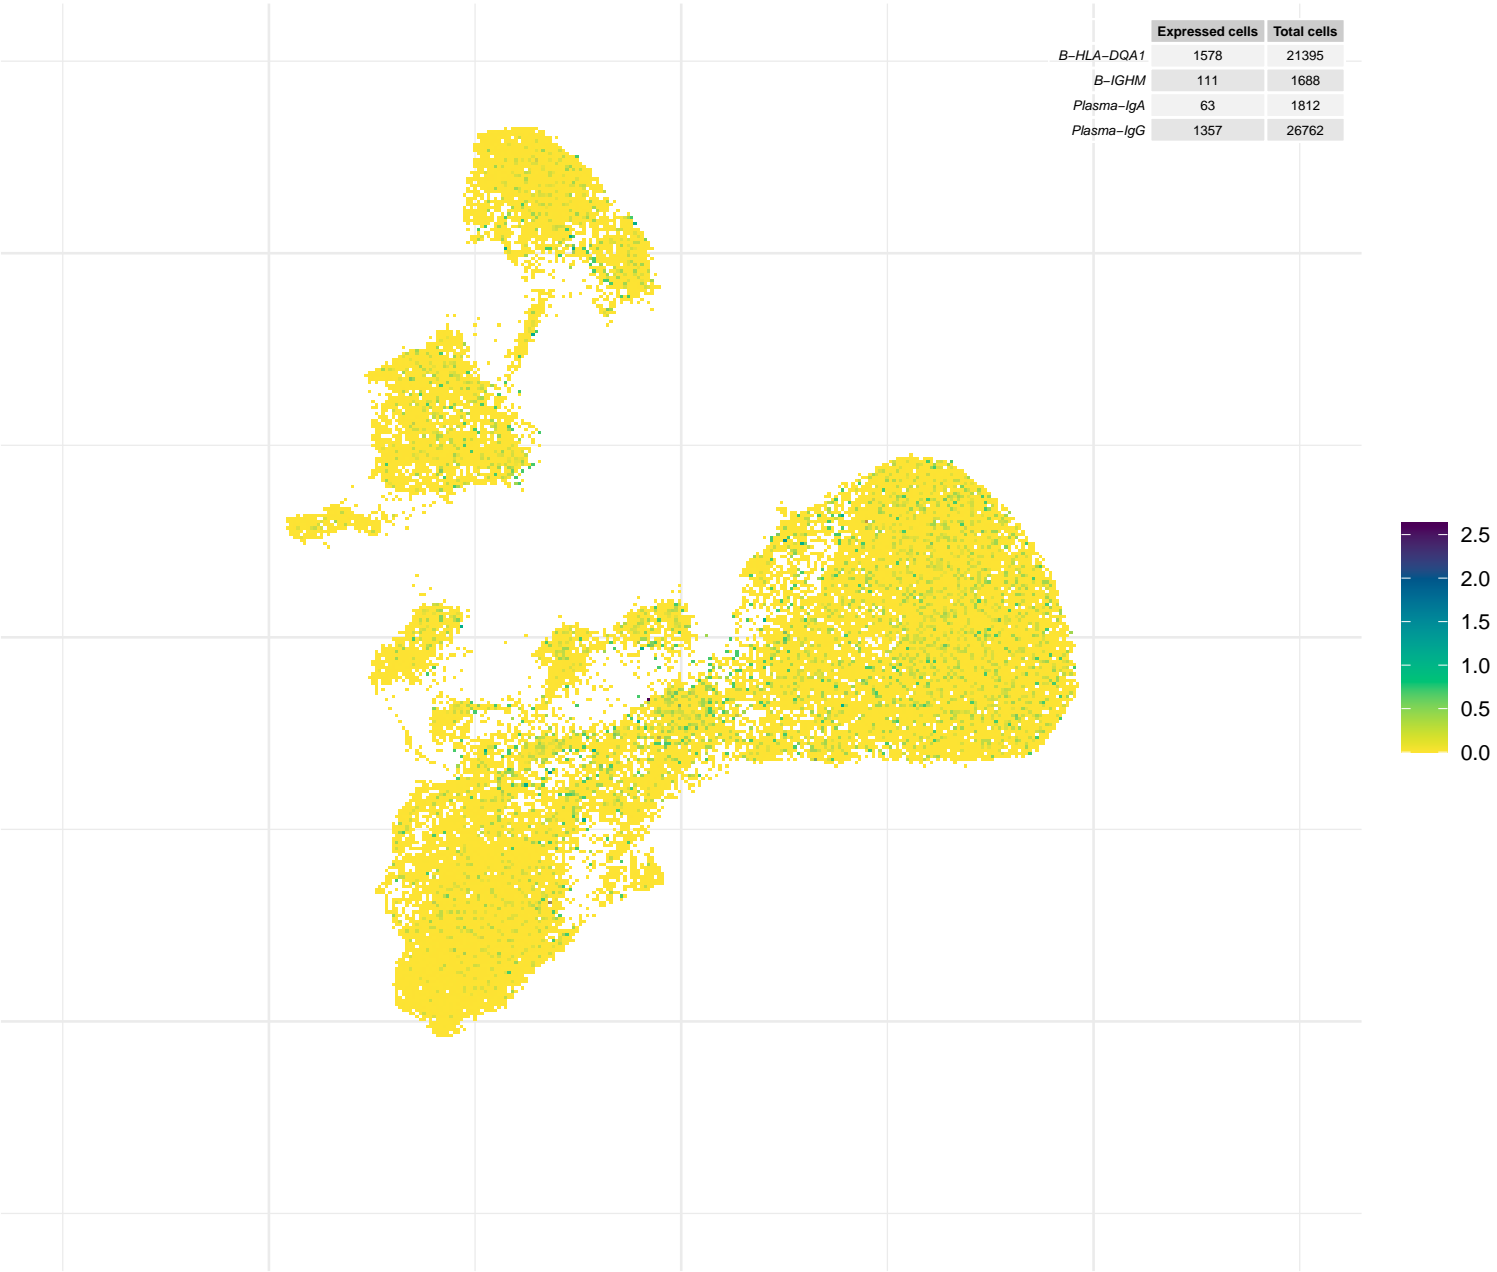 Expressed cells Total cells
B−HLA−DQA1 1578 21395
B−IGHM 111 1688
Plasma−IgA 63 1812
Plasma−IgG 1357 26762
2.5
2.0
1.5
1.0
0.5
0.0